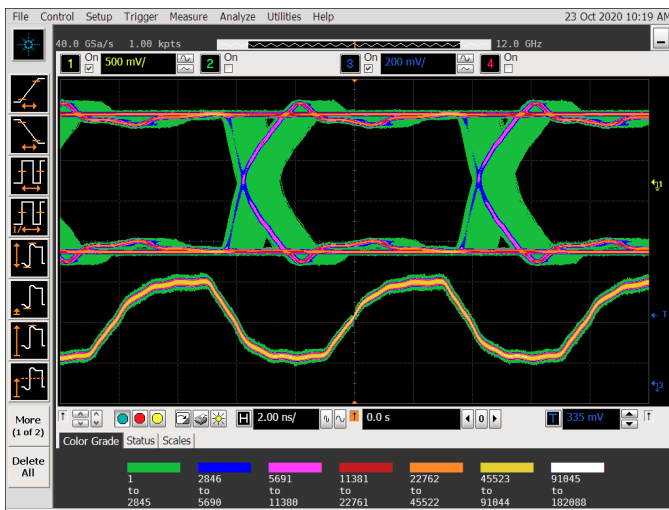 File Control Setup Trigger Measure Analyze Utilities Help 23 Oct 2020 10:19 AM
40.0 GSa/s 1.00 kpts 12.0 GHz
1 On 500 mV/ 2 On 3 On 200 mV/ 4 On
1
T
3
1/
More
(1 of 2)
Delete
All
T H 2.00 ns/ T 0.0 s 0 T 335 mV T
Color Grade Status Scales
1 2846 5691 11381 22762 45523 91045
to to to to to to to
2845 5690 11380 22761 45522 91044 182088